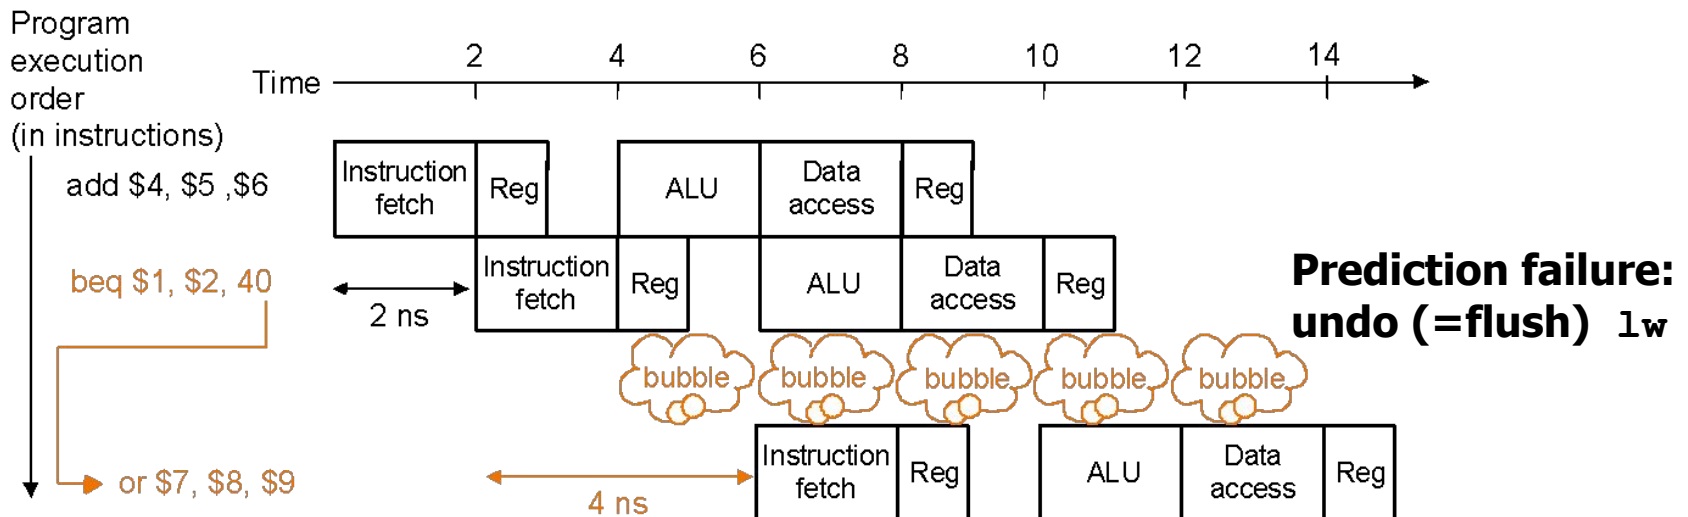 Program
execution
order
(in instructions)
Time
2 4 6 8 10 12 14
add $4, $5 ,$6
Instruction
fetch
Reg
ALU
Data
access
Reg
beq $1, $2, 40
2 ns
Instruction
fetch
Reg
ALU
Data
access
Reg
Prediction failure:
undo (=flush) lw
bubble bubble bubble bubble bubble
or $7, $8, $9
4 ns
Instruction
fetch
Reg
ALU
Data
access
Reg